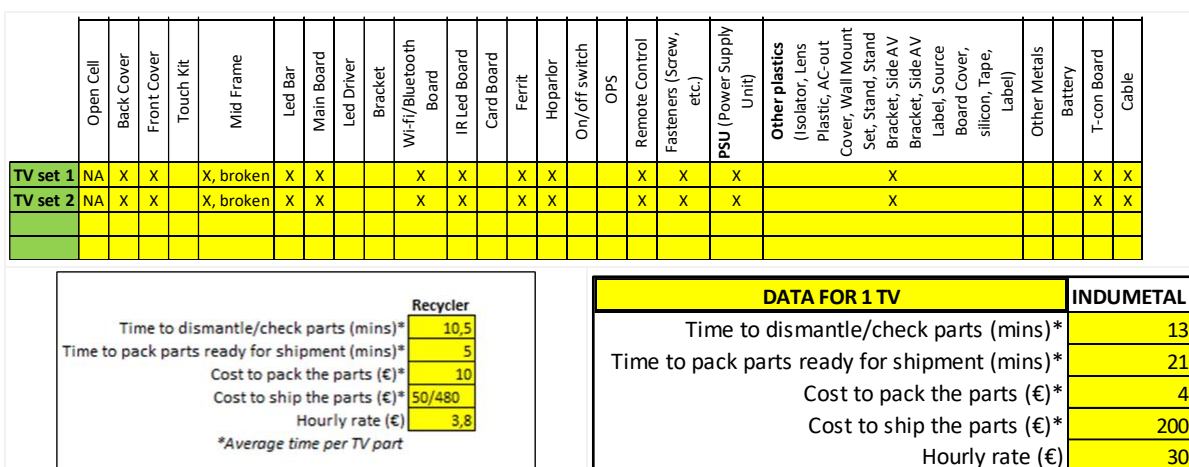 Open Cell
Back Cover
Front Cover
Touch Kit
Mid Frame
Led Bar
Main Board
Led Driver
Bracket
Wi-fi/Bluetooth
Board
IR Led Board
Card Board
Ferrit
Hoparlor
On/off switch
OPS
Remote Control
Fasteners (Screw,
etc.)
PSU (Power Supply
Unit)
Other plastics
(Isolator, Lens
Plastic, AC-out
Cover, Wall Mount
Set, Stand, Stand
Bracket, Side AV
Bracket, Side AV
Label, Source
Board Cover,
silicon, Tape,
Label)
Other Metals
Battery
T-con Board
Cable
TV set 1 NA X X X, broken X X X X X X X X X X X X
TV set 2 NA X X X, broken X X X X X X X X X X X X
Recycler
Time to dismantle/check parts (mins)* 10,5
Time to pack parts ready for shipment (mins)* 5
Cost to pack the parts (€)* 10
Cost to ship the parts (€)* 50/480
Hourly rate (€) 3,8
*Average time per TV part
DATA FOR 1 TV INDUMETAL
Time to dismantle/check parts (mins)* 13
Time to pack parts ready for shipment (mins)* 21
Cost to pack the parts (€)* 4
Cost to ship the parts (€)* 200
Hourly rate (€) 30